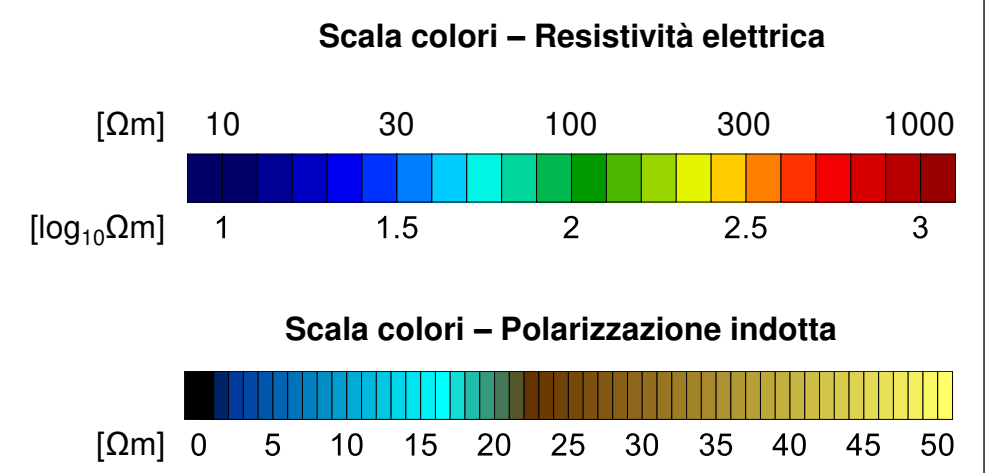 Scala colori – Resistività elettrica
[Ωm] 10 30 100 300 1000
[log₁₀Ωm] 1 1.5 2 2.5 3
Scala colori – Polarizzazione indotta
[Ωm] 0 5 10 15 20 25 30 35 40 45 50